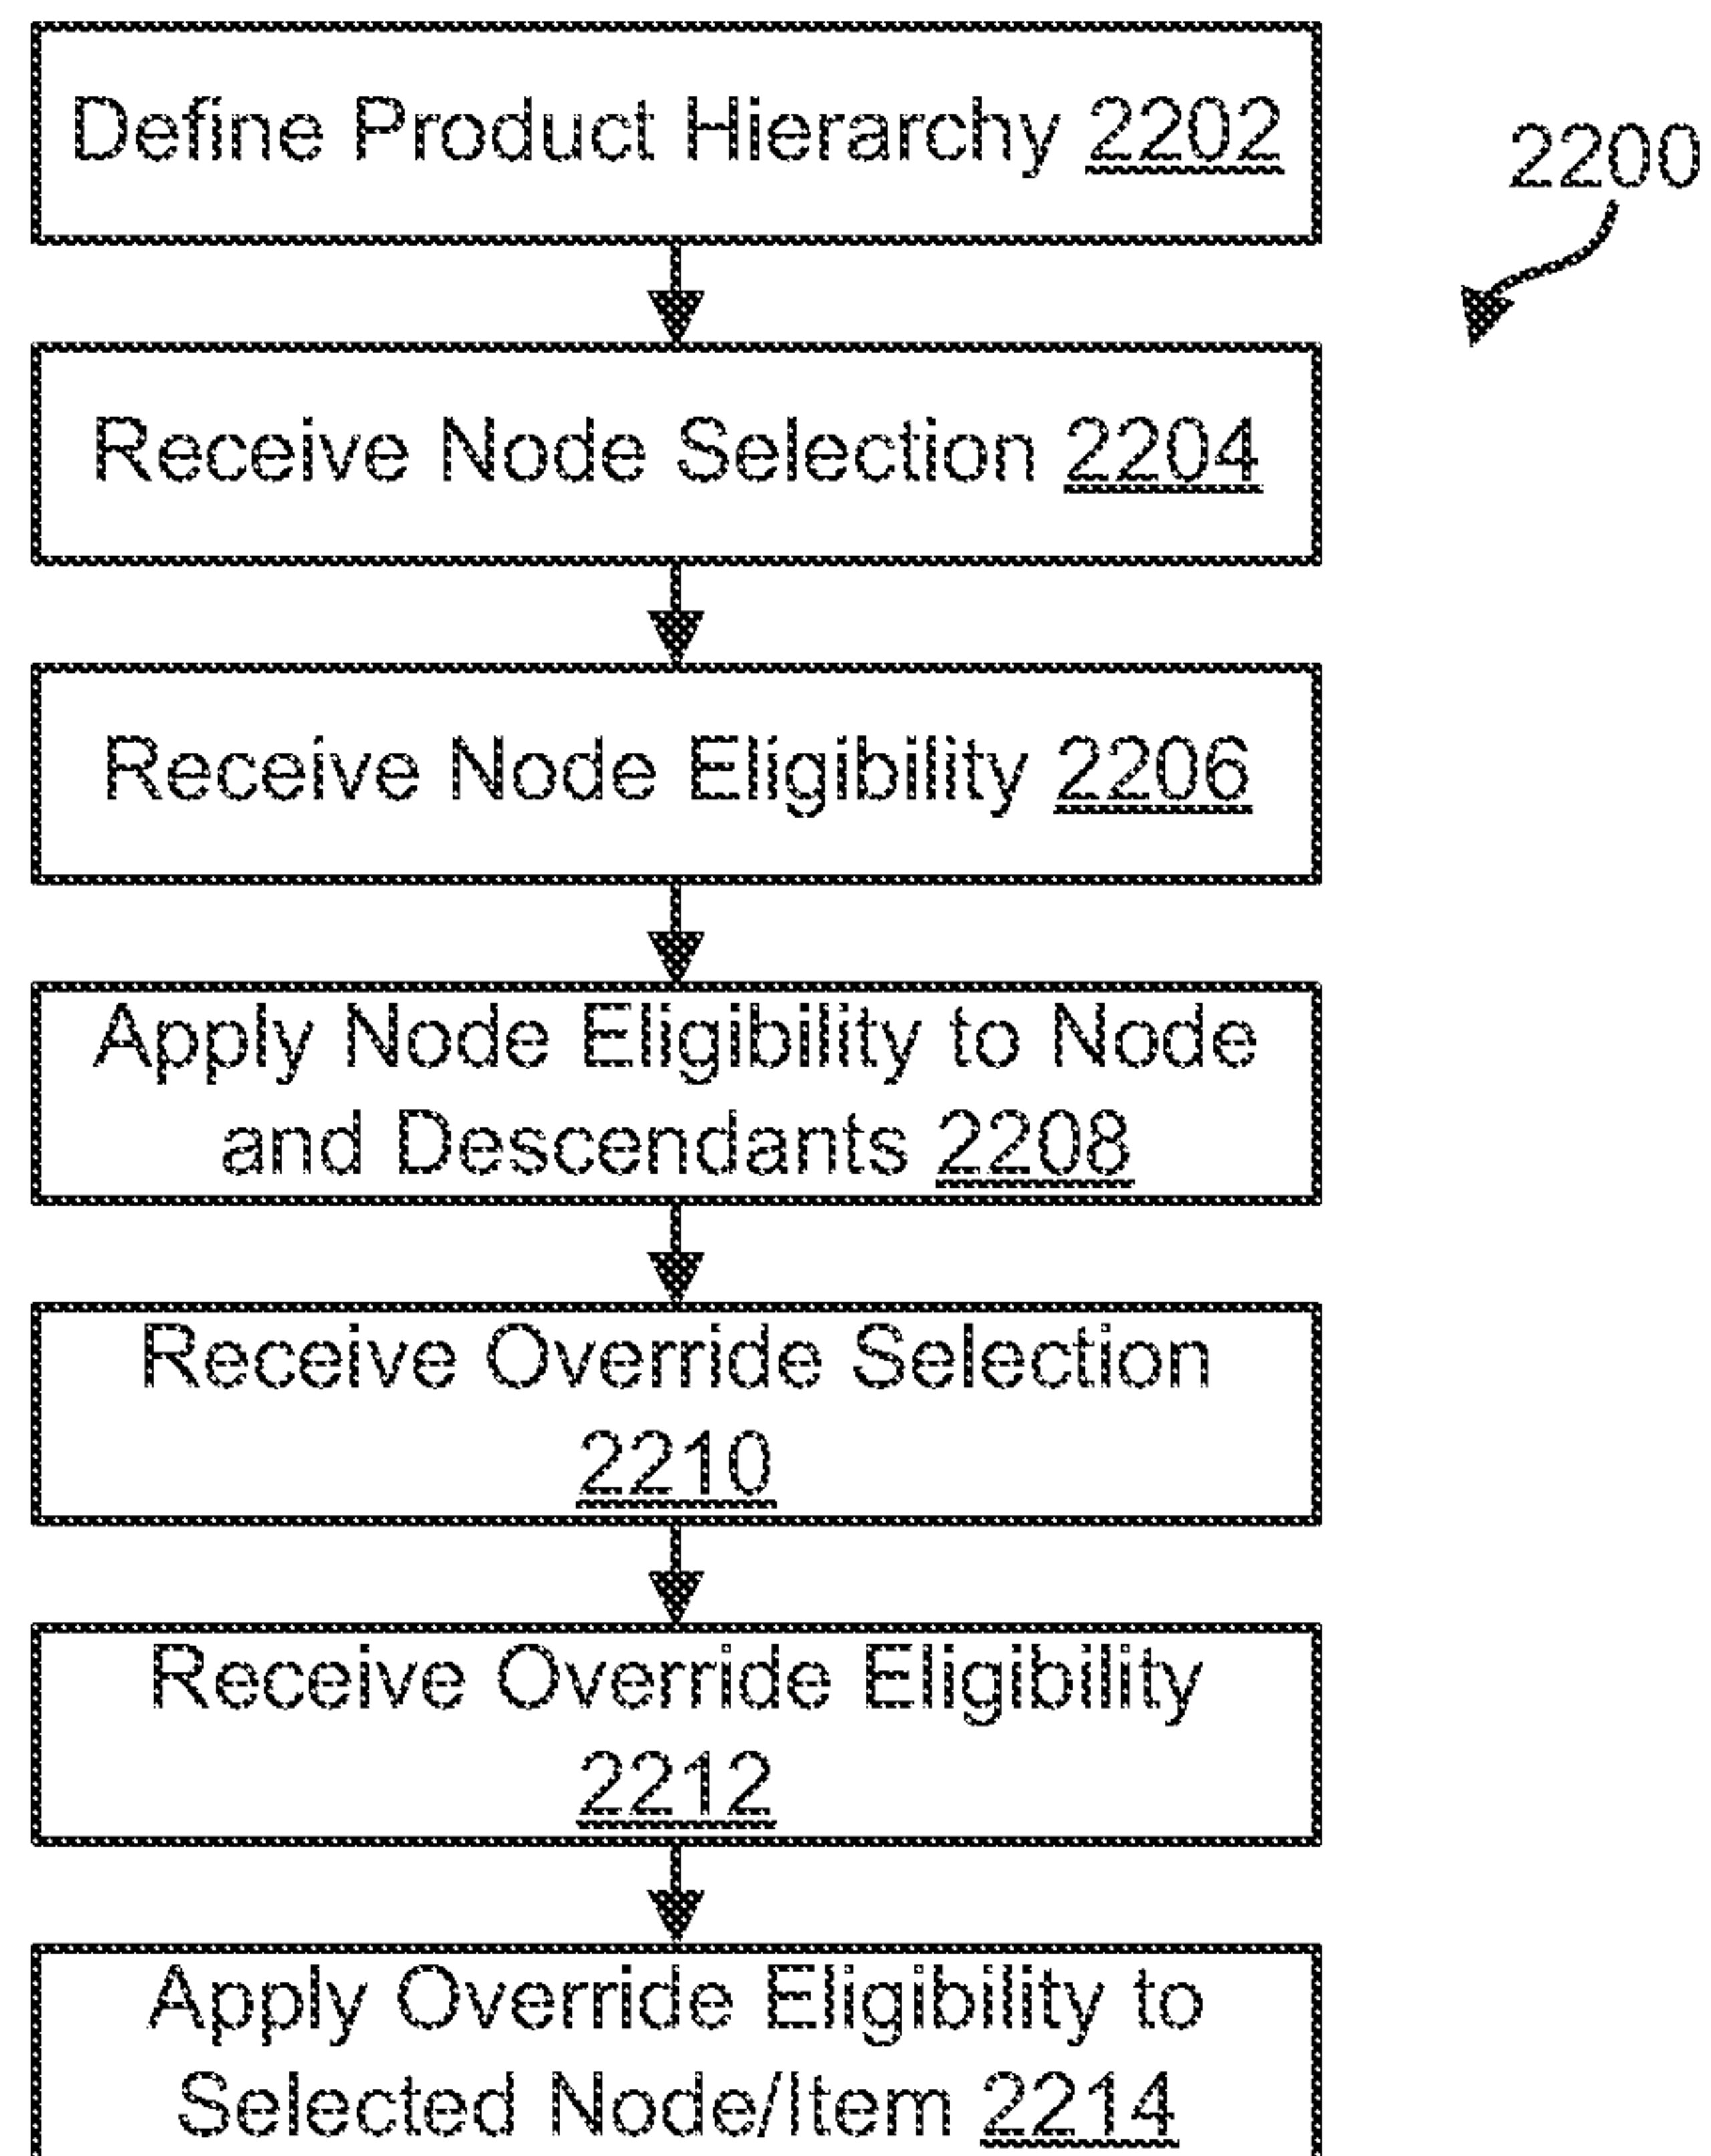 Define Product Hierarchy 2202
2200
Receive Node Selection 2204
Receive Node Eligibility 2206
Apply Node Eligibility to Node
and Descendants 2208
Receive Override Selection
2210
Receive Override Eligibility
2212
Apply Override Eligibility to
Selected Node/Item 2214